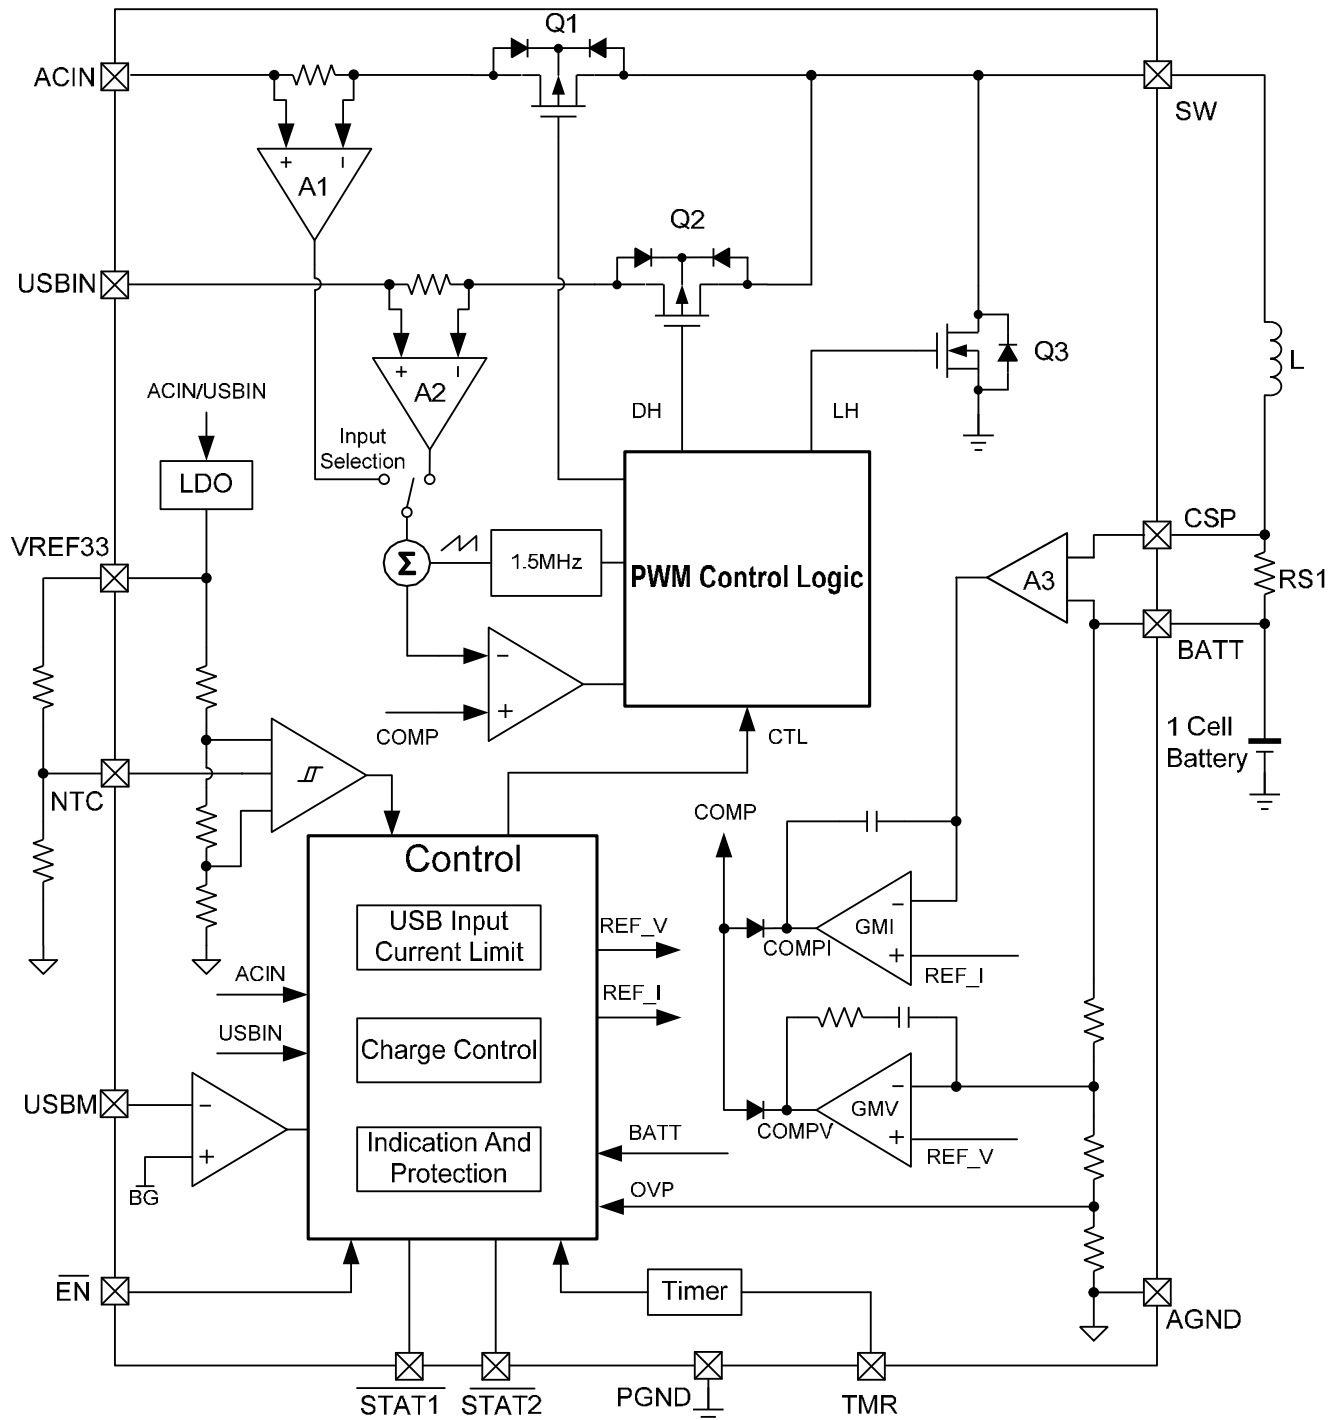 Q1
ACIN
SW
+ −
A1
Q2
USBIN
+ −
A2
Q3
L
ACIN/USBIN
DH
LH
Input
Selection
LDO
CSP
VREF33
Σ
1.5MHz
PWM Control Logic
A3
RS1
BATT
−
+
COMP
CTL
1 Cell
Battery
NTC
COMP
Control
USB Input
Current Limit
REF_V
−
GMI
+
COMPI
REF_I
ACIN
REF_I
USBIN
Charge Control
USBM
−
+
BG
−
GMV
+
COMPV
REF_V
Indication And
Protection
BATT
OVP
EN
Timer
AGND
STAT1
STAT2
PGND
TMR